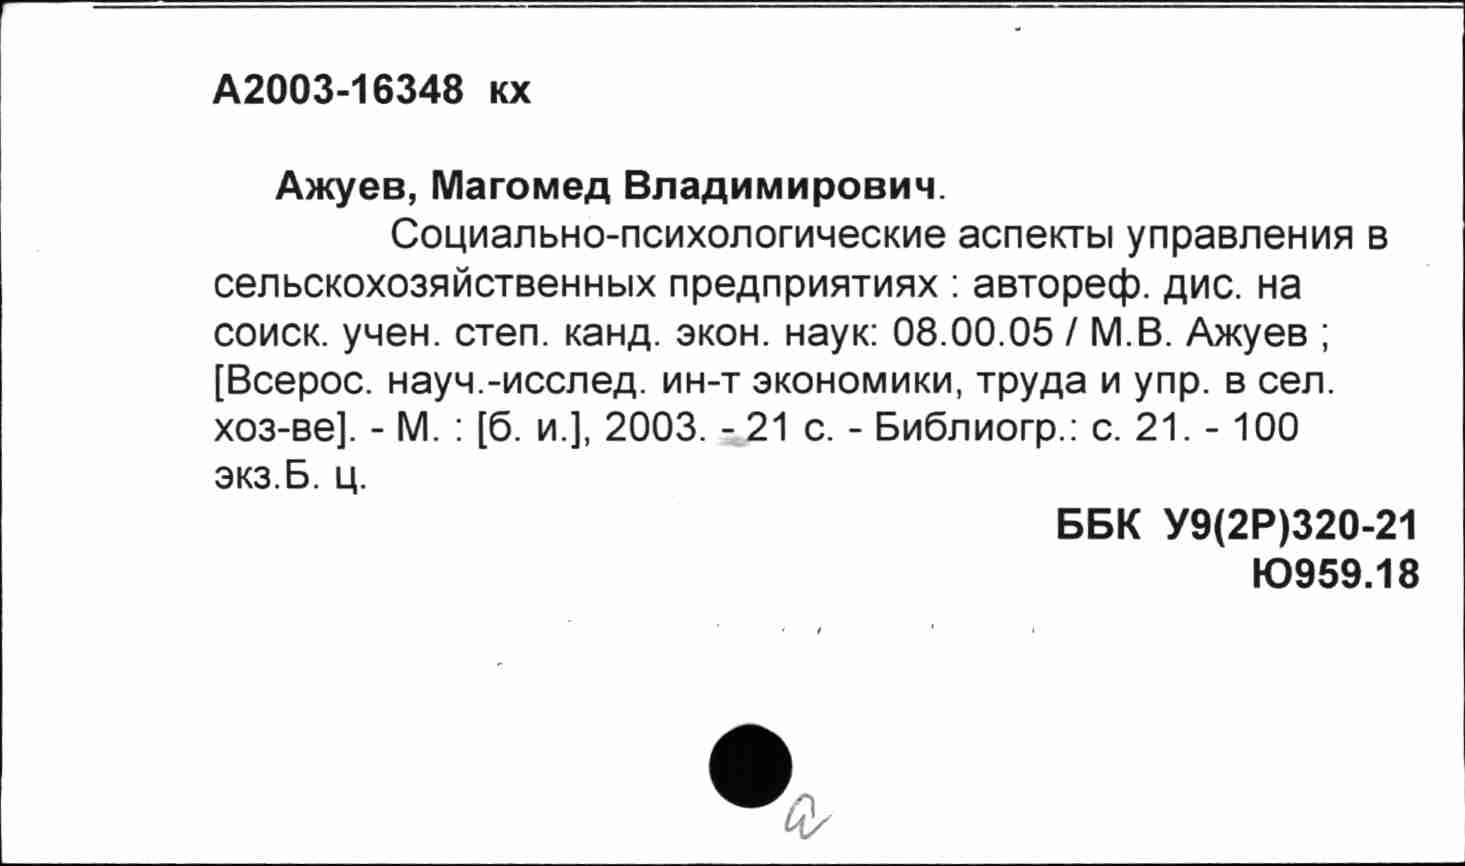 А2003-16348 кх
Ажуев, Магомед Владимирович.
Социально-психологические аспекты управления в
сельскохозяйственных предприятиях : автореф. дис. на
соиск. учен. степ. канд. экон. наук: 08.00.05 / М.В. Ажуев ;
[Всерос. науч.-исслед. ин-т экономики, труда и упр. в сел.
хоз-ве]. - М. : [б. и.], 2003. - 21 с. - Библиогр.: с. 21. - 100
экз.Б. ц.
ББК У9(2Р)320-21
Ю959.18